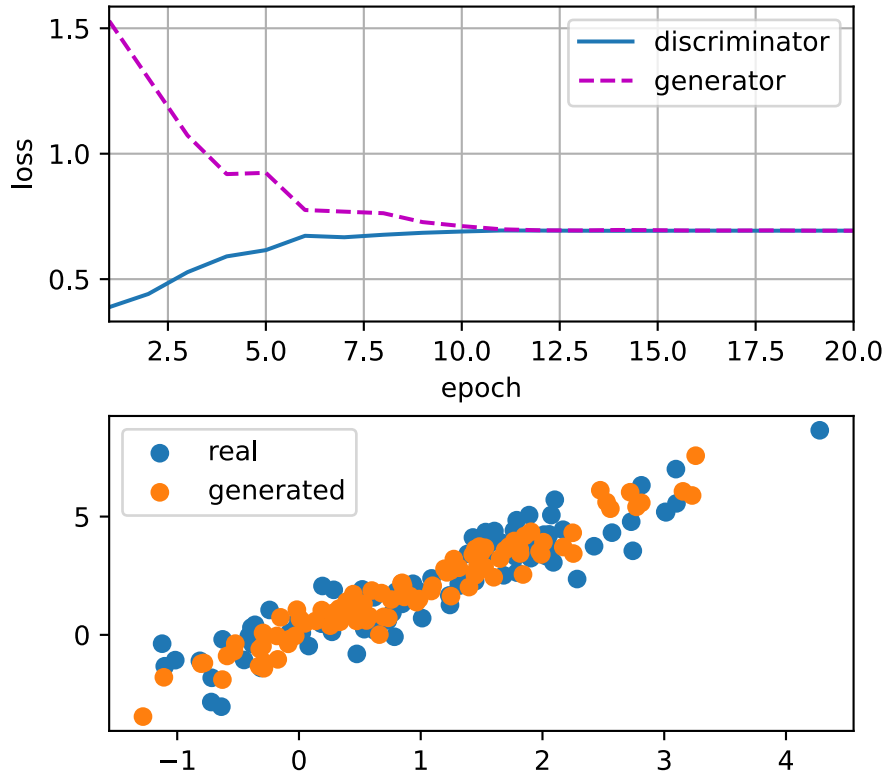 1.5
1.0
0.5
loss
discriminator
generator
2.5 5.0 7.5 10.0 12.5 15.0 17.5 20.0
epoch
real
generated
5
0
−1 0 1 2 3 4